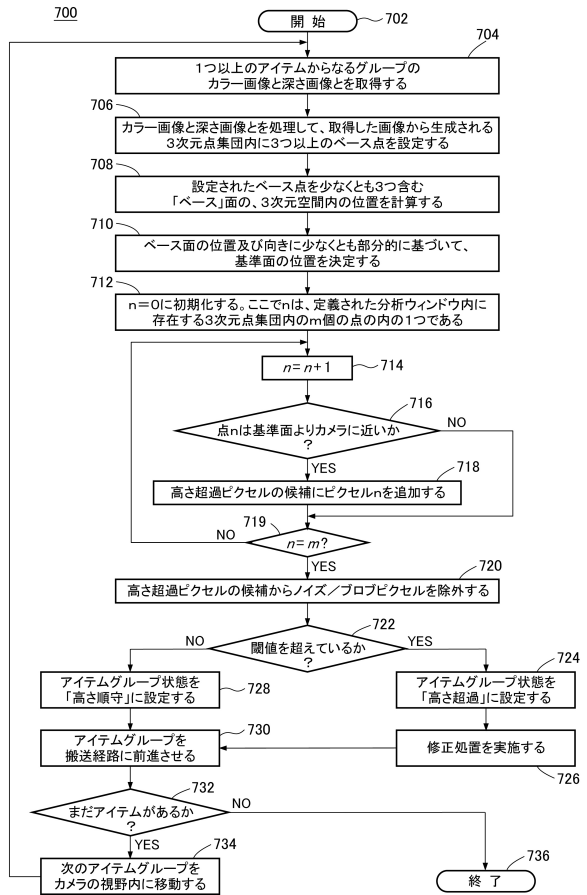 700
開 始
702
704
1つ以上のアイテムからなるグループの
カラー画像と深さ画像とを取得する
706
カラー画像と深さ画像とを処理して、取得した画像から生成される
3次元点集団内に3つ以上のベース点を設定する
708
設定されたベース点を少なくとも3つ含む
「ベース」面の、3次元空間内の位置を計算する
710
ベース面の位置及び向きに少なくとも部分的に基づいて、
基準面の位置を決定する
712
n=0に初期化する。ここでnは、定義された分析ウィンドウ内に
存在する3次元点集団内のm個の点の内の1つである
n=n+1
714
716
点nは基準面よりカメラに近いか
?
NO
YES
718
高さ超過ピクセルの候補にピクセルnを追加する
719
NO
n=m?
YES
720
高さ超過ピクセルの候補からノイズ/ブロブピクセルを除外する
722
NO
閾値を超えているか
?
YES
724
アイテムグループ状態を
「高さ順守」に設定する
728
アイテムグループ状態を
「高さ超過」に設定する
730
アイテムグループを
搬送経路に前進させる
修正処置を実施する
726
732
まだアイテムがあるか
?
NO
YES
734
次のアイテムグループを
カメラの視野内に移動する
736
終 了